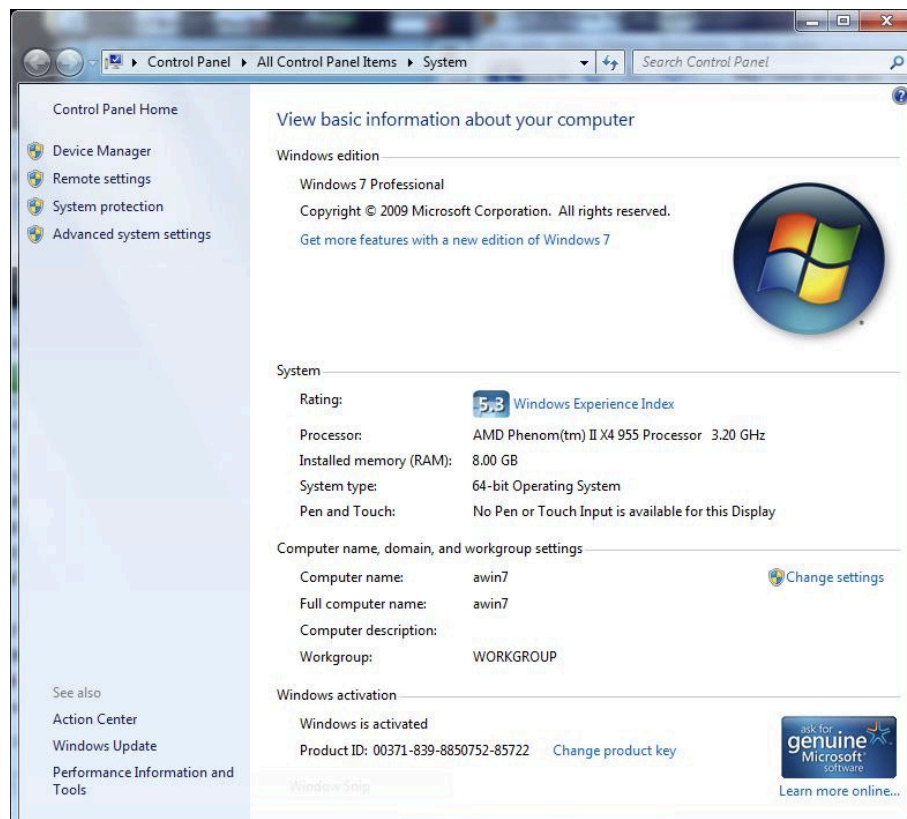 Control Panel ▸ All Control Panel Items ▸ System
Search Control Panel
Control Panel Home
Device Manager
Remote settings
System protection
Advanced system settings
See also
Action Center
Windows Update
Performance Information and
Tools
View basic information about your computer
Windows edition
Windows 7 Professional
Copyright © 2009 Microsoft Corporation. All rights reserved.
Get more features with a new edition of Windows 7
System
Rating: 5.3 Windows Experience Index
Processor: AMD Phenom(tm) II X4 955 Processor 3.20 GHz
Installed memory (RAM): 8.00 GB
System type: 64-bit Operating System
Pen and Touch: No Pen or Touch Input is available for this Display
Computer name, domain, and workgroup settings
Computer name: awin7 Change settings
Full computer name: awin7
Computer description:
Workgroup: WORKGROUP
Windows activation
Windows is activated
Product ID: 00371-839-8850752-85722 Change product key
ask for
genuine
Microsoft
software
Learn more online...
Window Snip